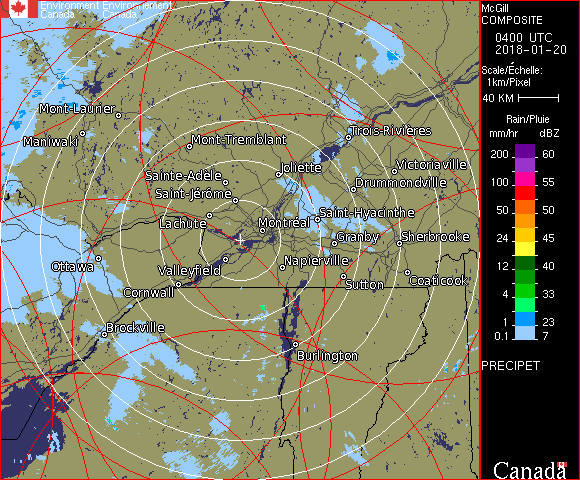 Environment Environnement
Canada Canada
McGill
COMPOSITE
0400 UTC
2018-01-20
Scale/Échelle:
1km/Pixel
40 KM
Rain/Pluie
mm/hr dBZ
200 60
100 55
50 50
24 45
12 40
4 33
1 23
0.1 7
PRECIPET
Canada
Mont-Laurier
Maniwaki
Mont-Tremblant
Trois-Rivières
Sainte-Adèle
Joliette
Victoriaville
Saint-Jérôme
Drummondville
Lachute
Montréal
Saint-Hyacinthe
Granby
Sherbrooke
Ottawa
Valleyfield
Napierville
Cornwall
Sutton
Coaticook
Brockville
Burlington